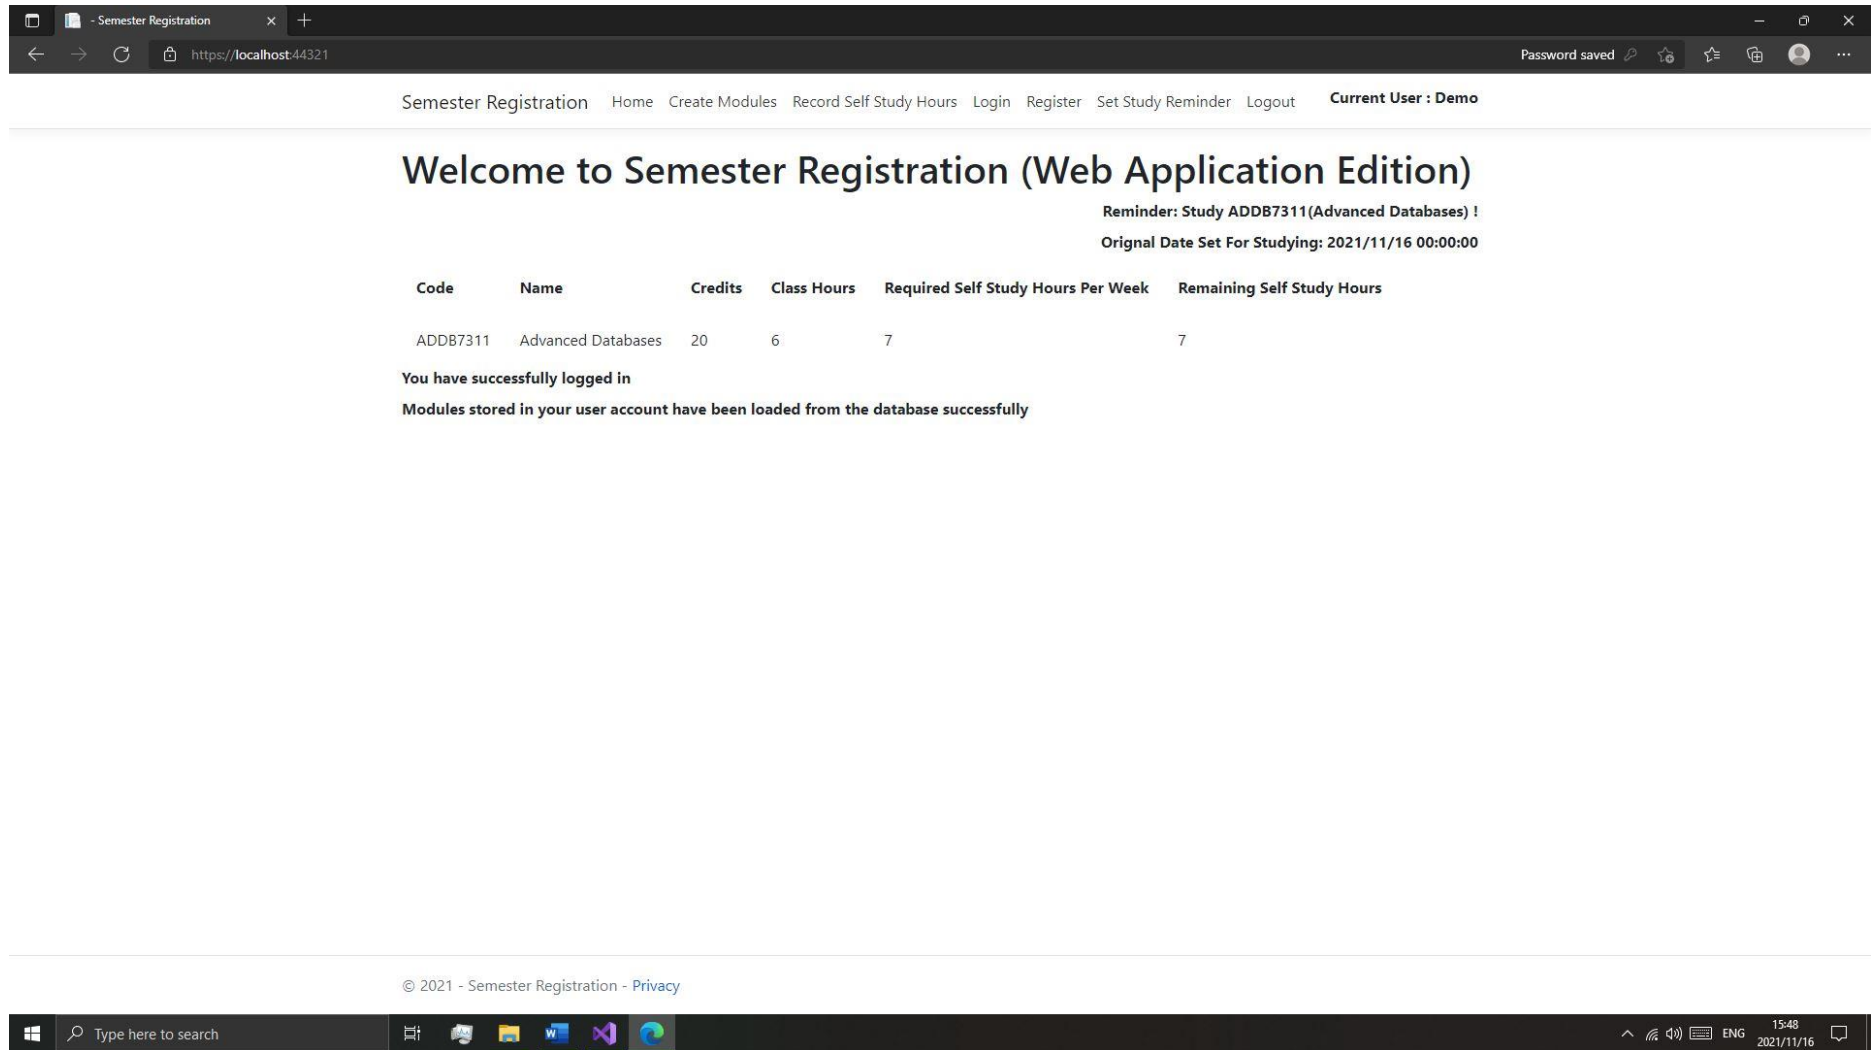 - Semester Registration
https://localhost:44321
Password saved
Semester Registration Home Create Modules Record Self Study Hours Login Register Set Study Reminder Logout Current User : Demo
Welcome to Semester Registration (Web Application Edition)
Reminder: Study ADDB7311(Advanced Databases) !
Orignal Date Set For Studying: 2021/11/16 00:00:00
Code Name Credits Class Hours Required Self Study Hours Per Week Remaining Self Study Hours
ADDB7311 Advanced Databases 20 6 7 7
You have successfully logged in
Modules stored in your user account have been loaded from the database successfully
© 2021 - Semester Registration - Privacy
Type here to search
ENG
15:48
2021/11/16